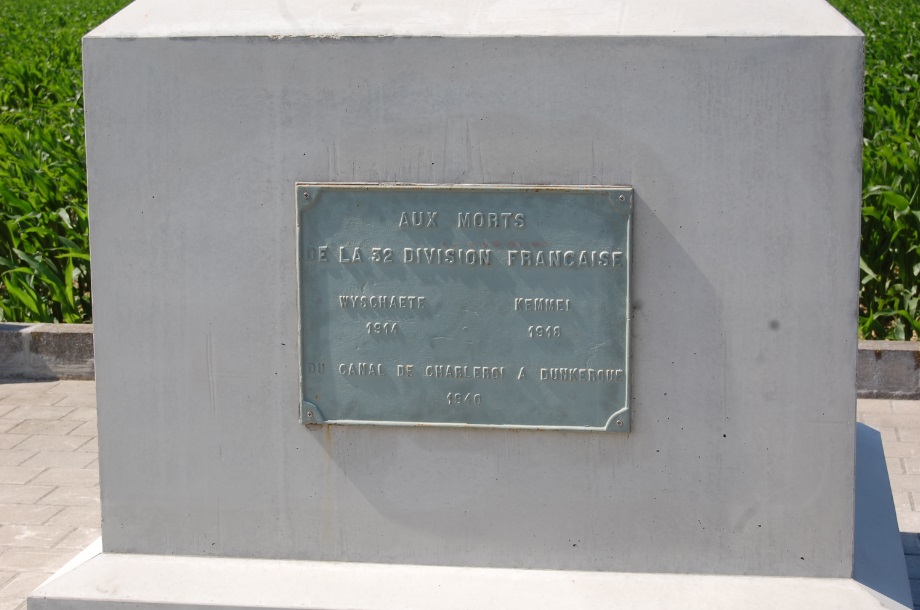 AUX MORTS
DE LA 32 DIVISION FRANCAISE
WYSCHAETE KEMMEL
1914 1918
DU CANAL DE CHARLEROI A DUNKERQUE
1940